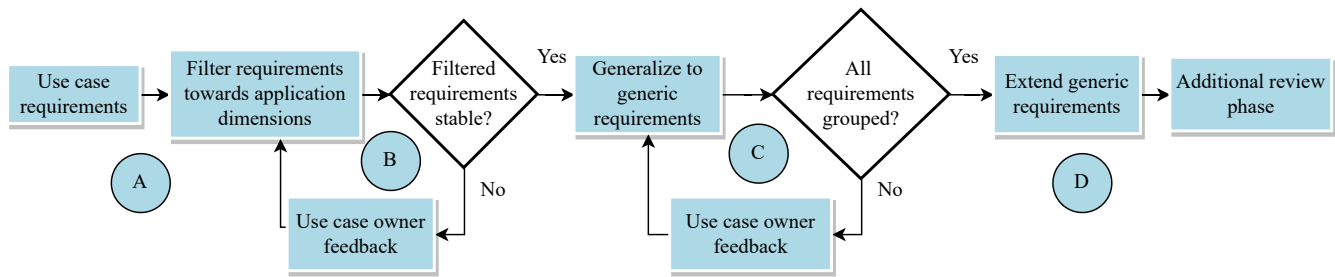 Use case
requirements
A
Filter requirements
towards application
dimensions
B
Filtered
requirements
stable?
Yes
No
Use case owner
feedback
Generalize to
generic
requirements
C
All
requirements
grouped?
Yes
No
Use case owner
feedback
Extend generic
requirements
D
Additional review
phase